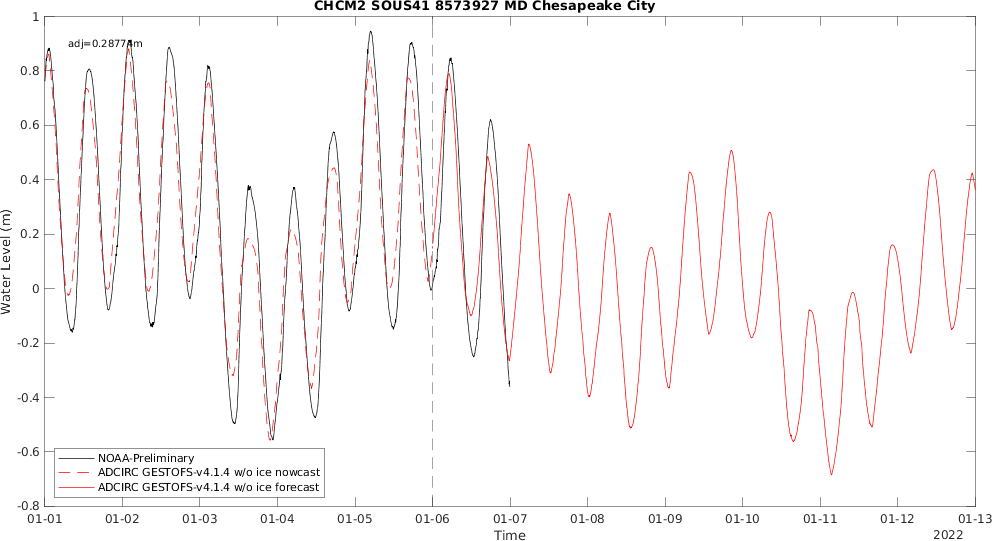 CHCM2 SOUS41 8573927 MD Chesapeake City
adj=0.28774m
1
0.8
0.6
0.4
0.2
0
-0.2
-0.4
-0.6
-0.8
Water Level (m)
NOAA-Preliminary
ADCIRC GESTOFS-v4.1.4 w/o ice nowcast
ADCIRC GESTOFS-v4.1.4 w/o ice forecast
01-01 01-02 01-03 01-04 01-05 01-06 01-07 01-08 01-09 01-10 01-11 01-12 01-13
Time
2022